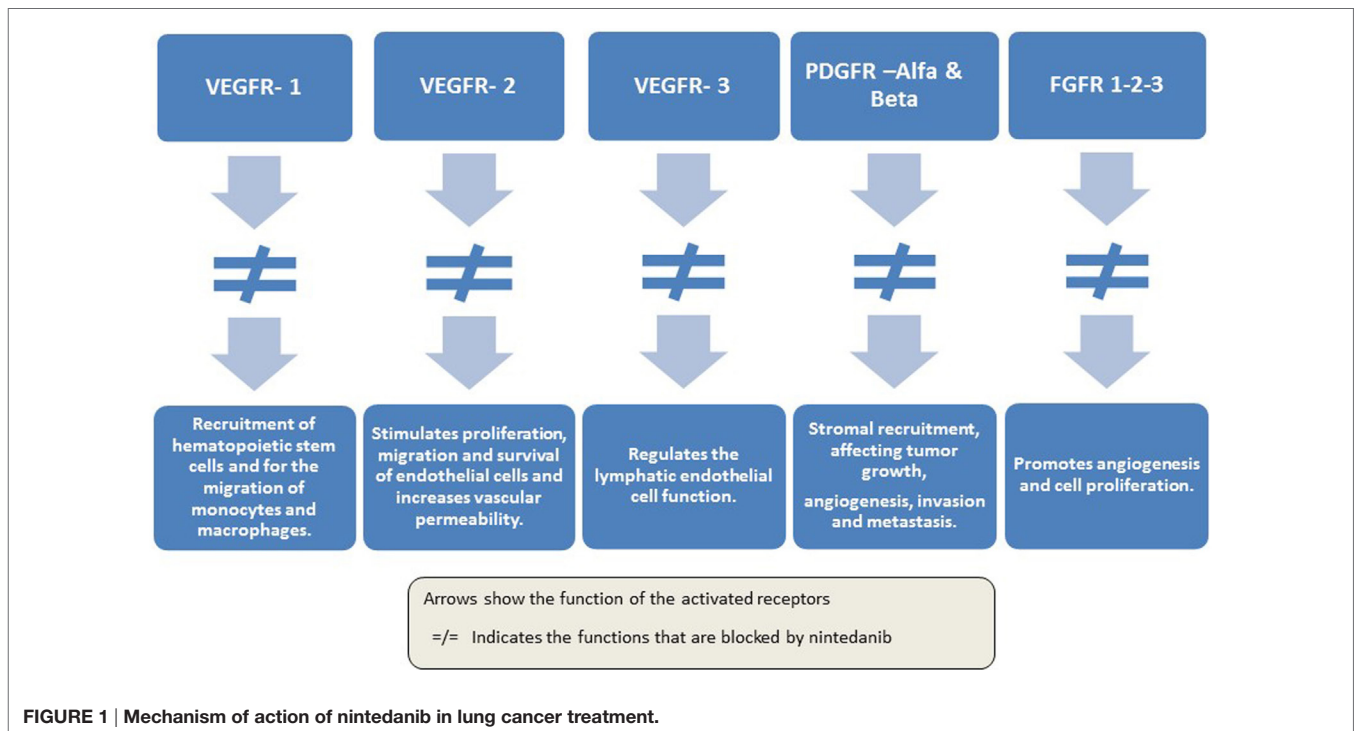 VEGFR- 1
VEGFR- 2
VEGFR- 3
PDGFR –Alfa &
Beta
FGFR 1-2-3
≠
≠
≠
≠
≠
Recruitment of
hematopoietic stem
cells and for the
migration of
monocytes and
macrophages.
Stimulates proliferation,
migration and survival
of endothelial cells and
increases vascular
permeability.
Regulates the
lymphatic endothelial
cell function.
Stromal recruitment,
affecting tumor
growth,
angiogenesis, invasion
and metastasis.
Promotes angiogenesis
and cell proliferation.
Arrows show the function of the activated receptors
=/= Indicates the functions that are blocked by nintedanib
FIGURE 1 | Mechanism of action of nintedanib in lung cancer treatment.